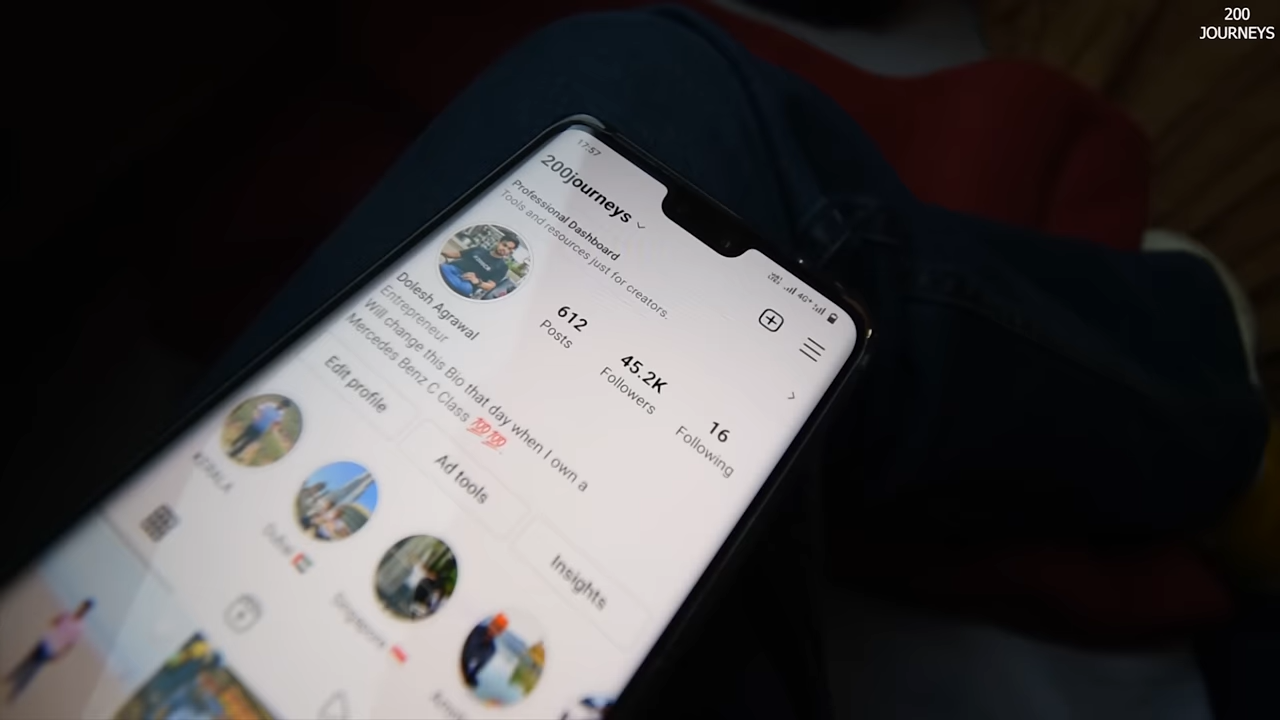 200
JOURNEYS
17:57
4G+
200journeys
Professional Dashboard
Tools and resources just for creators.
612
Posts
45.2K
Followers
16
Following
Dolesh Agrawal
Entrepreneur
Will change this Bio that day when I own a
Mercedes Benz C Class 💯💯
Edit profile
Ad tools
Insights
KERALA
Dubai 🇦🇪
Singapore 🇸🇬